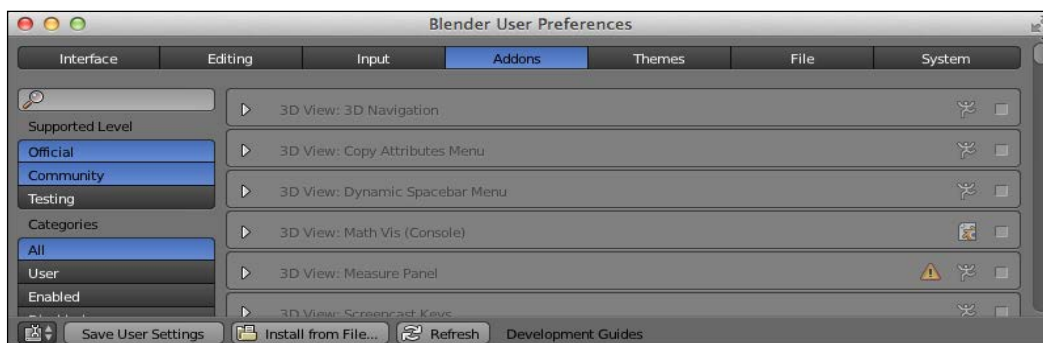 Blender User Preferences
Interface Editing Input Addons Themes File System
Supported Level
Official
Community
Testing
Categories
All
User
Enabled
3D View: 3D Navigation
3D View: Copy Attributes Menu
3D View: Dynamic Spacebar Menu
3D View: Math Vis (Console)
3D View: Measure Panel
3D View: Screencast Keys
Save User Settings Install from File... Refresh Development Guides